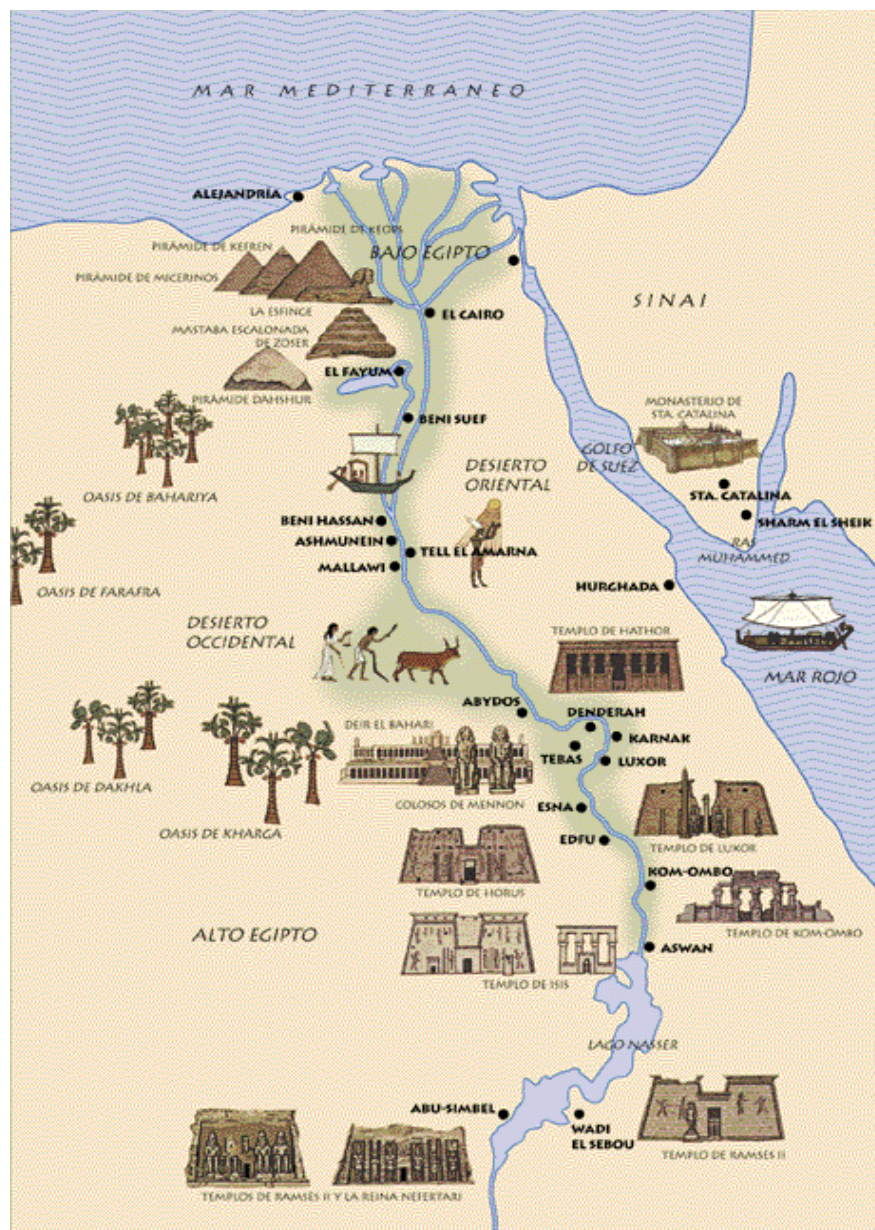 MAR MEDITERRANEO
ALEJANDRÍA
PIRÁMIDE DE KEOPS
PIRÁMIDE DE KEFREN
BAJO EGIPTO
PIRÁMIDE DE MICERINOS
SINAI
LA ESFINGE
EL CAIRO
MASTABA ESCALONADA
DE ZOSER
EL FAYUM
PIRÁMIDE DAHSHUR
MONASTERIO DE
STA. CATALINA
BENI SUEF
GOLFO
DE SUEZ
DESIERTO
ORIENTAL
OASIS DE BAHARIYA
STA. CATALINA
BENI HASSAN
SHARM EL SHEIK
ASHMUNEIN
RAS
MUHAMMED
TELL EL AMARNA
MALLAWI
HURGHADA
OASIS DE FARAFRA
DESIERTO
OCCIDENTAL
TEMPLO DE HATHOR
MAR ROJO
ABYDOS
DENDERAH
DEIR EL BAHARI
KARNAK
TEBAS
LUXOR
OASIS DE DAKHLA
COLOSOS DE MENNON
ESNA
OASIS DE KHARGA
EDFU
TEMPLO DE LUXOR
KOM-OMBO
TEMPLO DE HORUS
ALTO EGIPTO
TEMPLO DE KOM-OMBO
ASWAN
TEMPLO DE ISIS
LAGO NASSER
ABU-SIMBEL
WADI
EL SEBOU
TEMPLO DE RAMSES II
TEMPLOS DE RAMSES II Y LA REINA NEFERTARI